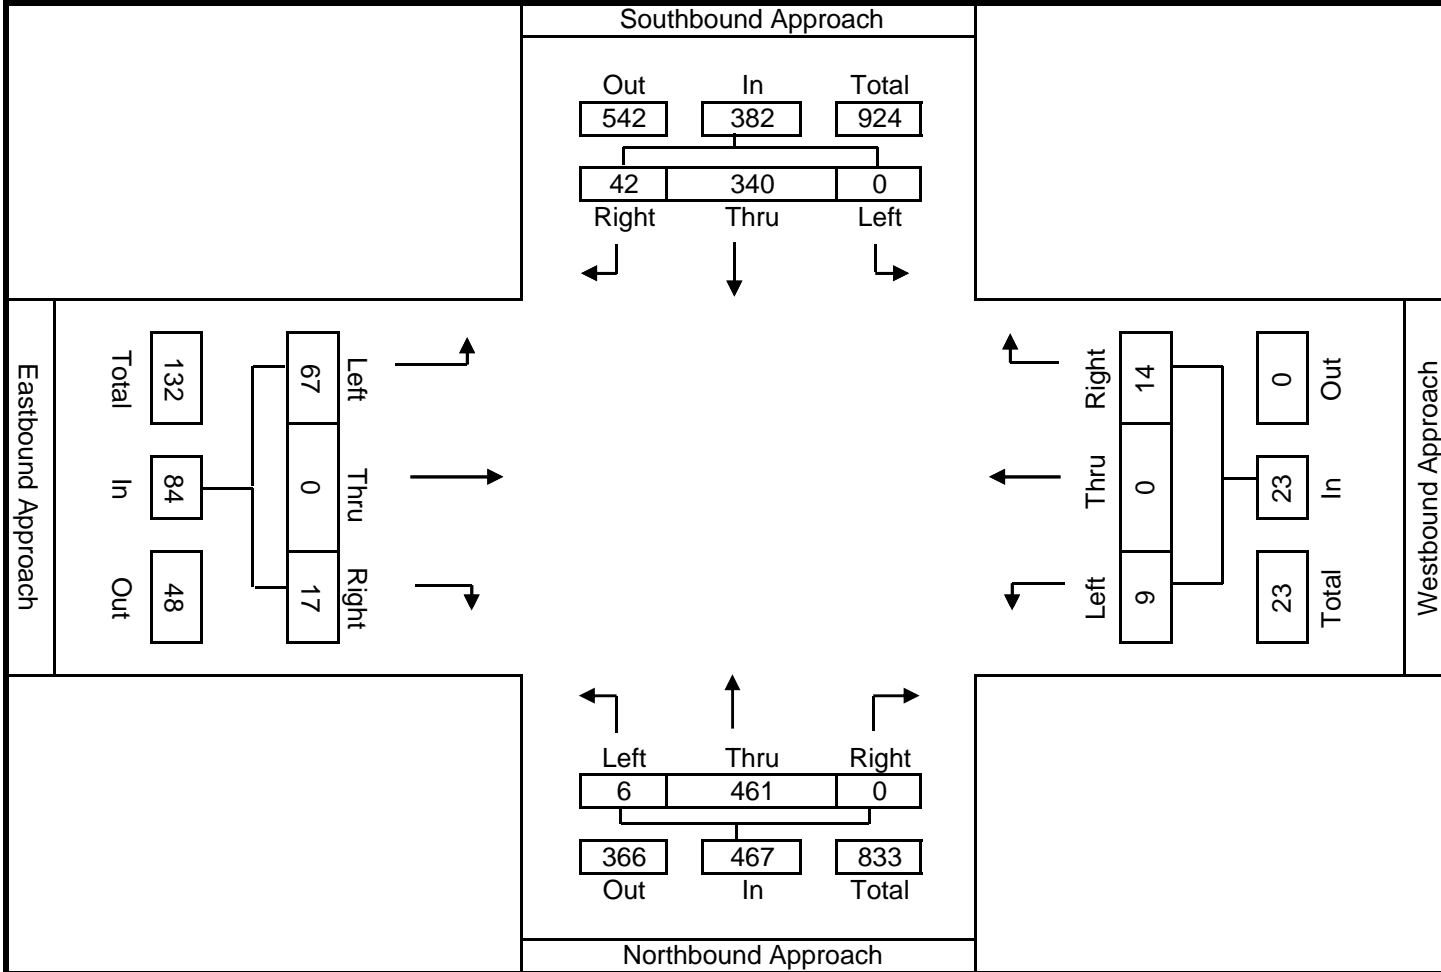 Southbound Approach
Out In Total
542 382 924
42 340 0
Right Thru Left
Eastbound Approach
Total In Out
132 84 48
67 0 17
Left Thru Right
Right Thru Left
14 0 9
0 23 23
Out In Total
Westbound Approach
Left Thru Right
6 461 0
366 467 833
Out In Total
Northbound Approach